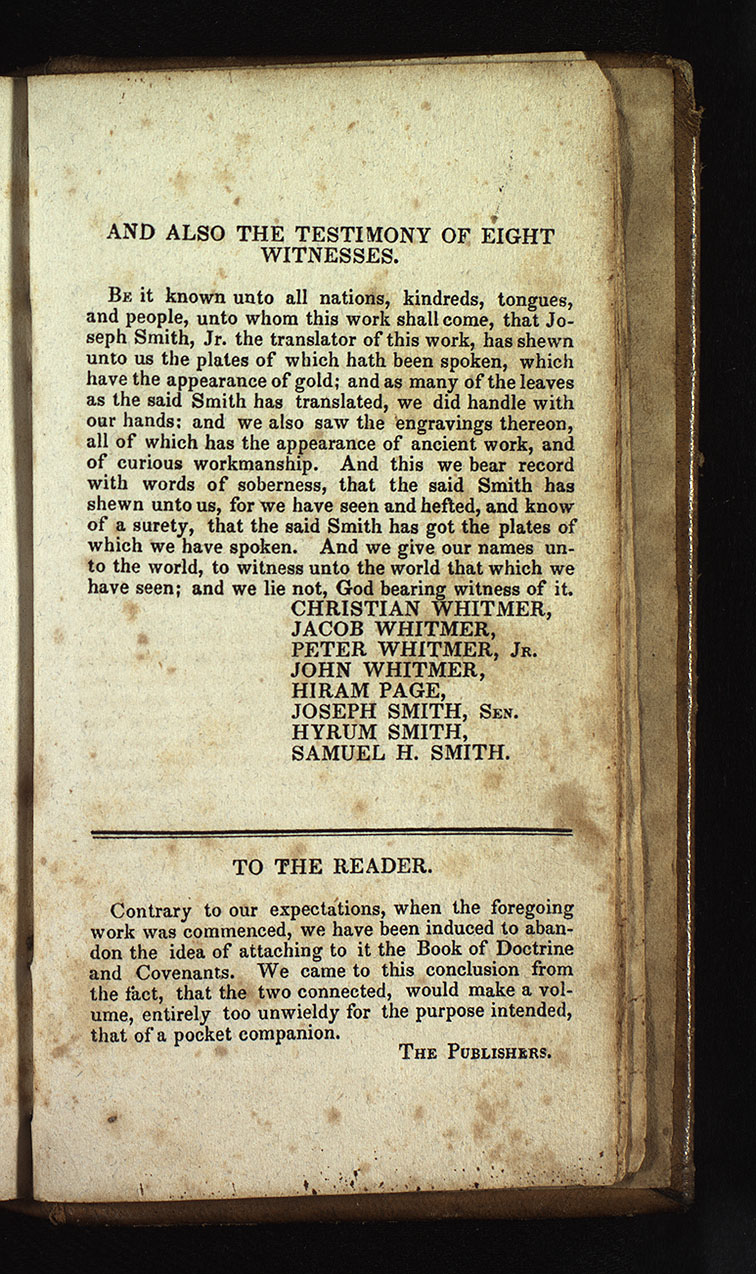 AND ALSO THE TESTIMONY OF EIGHT
WITNESSES.
BE it known unto all nations, kindreds, tongues,
and people, unto whom this work shall come, that Jo-
seph Smith, Jr. the translator of this work, has shewn
unto us the plates of which hath been spoken, which
have the appearance of gold; and as many of the leaves
as the said Smith has translated, we did handle with
our hands: and we also saw the engravings thereon,
all of which has the appearance of ancient work, and
of curious workmanship. And this we bear record
with words of soberness, that the said Smith has
shewn unto us, for we have seen and hefted, and know
of a surety, that the said Smith has got the plates of
which we have spoken. And we give our names un-
to the world, to witness unto the world that which we
have seen; and we lie not, God bearing witness of it.
CHRISTIAN WHITMER,
JACOB WHITMER,
PETER WHITMER, JR.
JOHN WHITMER,
HIRAM PAGE,
JOSEPH SMITH, SEN.
HYRUM SMITH,
SAMUEL H. SMITH.
TO THE READER.
Contrary to our expectations, when the foregoing
work was commenced, we have been induced to aban-
don the idea of attaching to it the Book of Doctrine
and Covenants. We came to this conclusion from
the fact, that the two connected, would make a vol-
ume, entirely too unwieldy for the purpose intended,
that of a pocket companion.
THE PUBLISHERS.